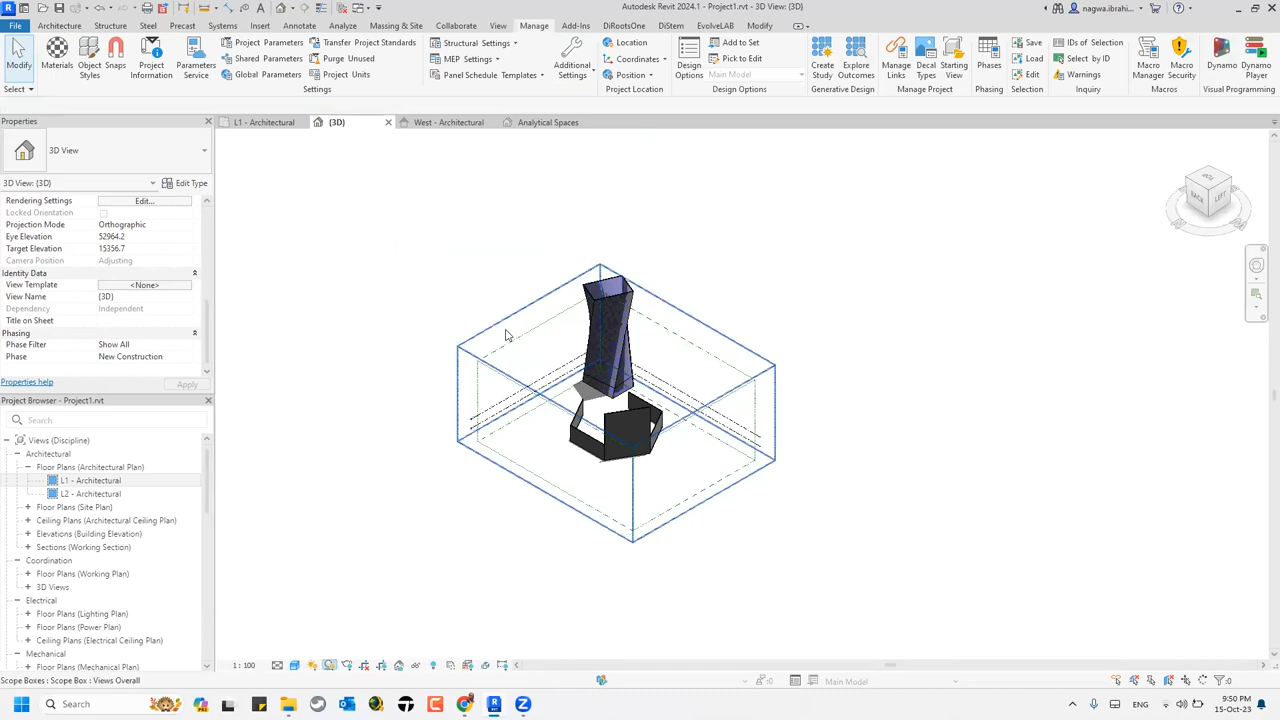 Autodesk Revit 2024.1 - Project1.rvt - 3D View: {3D}
nagwa.ibrahi...
File Architecture Structure Steel Precast Systems Insert Annotate Analyze Massing & Site Collaborate View Manage Add-Ins DiRootsOne DiStem EvolveLAB Modify
Modify
Materials
Object Styles
Snaps
Project Information
Parameters Service
Project Parameters
Shared Parameters
Global Parameters
Transfer Project Standards
Purge Unused
Project Units
Structural Settings
MEP Settings
Panel Schedule Templates
Additional Settings
Location
Coordinates
Position
Design Options
Add to Set
Pick to Edit
Main Model
Create Study
Explore Outcomes
Manage Links
Decal Types
Starting View
Phases
Save
Load
Edit
IDs of Selection
Select by ID
Warnings
Macro Manager
Macro Security
Dynamo
Dynamo Player
Select Settings Project Location Design Options Generative Design Manage Project Phasing Selection Inquiry Macros Visual Programming
Properties
L1 - Architectural
{3D}
West - Architectural
Analytical Spaces
3D View
3D View: {3D}
Edit Type
Rendering Settings Edit...
Locked Orientation
Projection Mode Orthographic
Eye Elevation 52964.2
Target Elevation 15356.7
Camera Position Adjusting
Identity Data
View Template <None>
View Name {3D}
Dependency Independent
Title on Sheet
Phasing
Phase Filter Show All
Phase New Construction
Properties help
Apply
Project Browser - Project1.rvt
Search
Views (Discipline)
Architectural
Floor Plans (Architectural Plan)
L1 - Architectural
L2 - Architectural
Floor Plans (Site Plan)
Ceiling Plans (Architectural Ceiling Plan)
Elevations (Building Elevation)
Sections (Working Section)
Coordination
Floor Plans (Working Plan)
3D Views
Electrical
Floor Plans (Lighting Plan)
Floor Plans (Power Plan)
Ceiling Plans (Electrical Ceiling Plan)
Mechanical
Floor Plans (Mechanical Plan)
BACK
LEFT
1 : 100
Scope Boxes : Scope Box : Views Overall
:0
Main Model
:0
Search
ENG
9:50 PM
15-Oct-23